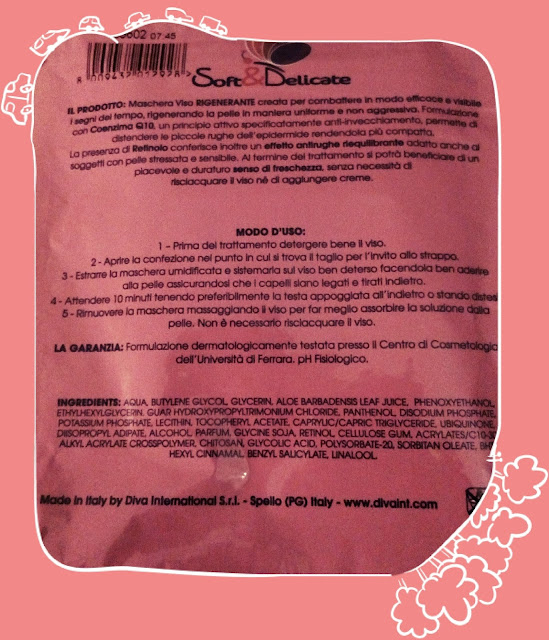 07:45
Soft&Delicate
IL PRODOTTO: Maschera Viso RIGENERANTE creata per combattere in modo efficace e visibile
i segni del tempo, rigenerando la pelle in maniera uniforme e non aggressiva. Formulazione
con Coenzima Q10, un principio attivo specificatamente anti-invecchiamento, permette di
distendere le piccole rughe dell'epidermide rendendola più compatta.
La presenza di Retinolo conferisce inoltre un effetto antirughe riequilibrante adatto anche di
soggetti con pelle stressata e sensibile. Al termine del trattamento si potrà beneficiare di un
piacevole e duraturo senso di freschezza, senza necessità di
risciacquare il viso nè di aggiungere creme.
MODO D'USO:
1 - Prima del trattamento detergere bene il viso.
2 - Aprire la confezione nel punto in cui si trova il taglio per l'invito allo strappo.
3 - Estrarre la maschera umidificata e sistemarla sul viso ben deterso facendola ben aderire
alla pelle assicurandosi che i capelli siano legati e tirati indietro.
4 - Attendere 10 minuti tenendo preferibilmente la testa appoggiata all'indietro o stando distesi
5 - Rimuovere la maschera massaggiando il viso per far meglio assorbire la soluzione dalla
pelle. Non è necessario risciacquare il viso.
LA GARANZIA: Formulazione dermatologicamente testata presso il Centro di Cosmetologia
dell'Università di Ferrara. pH Fisiologico.
INGREDIENTS: AQUA, BUTYLENE GLYCOL, GLYCERIN, ALOE BARBADENSIS LEAF JUICE, PHENOXYETHANOL,
ETHYLHEXYLGLYCERIN, GUAR HYDROXYPROPYLTRIMONIUM CHLORIDE, PANTHENOL, DISODIUM PHOSPHATE,
POTASSIUM PHOSPHATE, LECITHIN, TOCOPHERYL ACETATE, CAPRYLIC/CAPRIC TRIGLYCERIDE, UBIQUINONE,
DIISOPROPYL ADIPATE, ALCOHOL, PARFUM, GLYCINE SOJA, RETINOL, CELLULOSE GUM, ACRYLATES/C10-30
ALKYL ACRYLATE CROSSPOLYMER, CHITOSAN, GLYCOLIC ACID, POLYSORBATE-20, SORBITAN OLEATE, BHT
HEXYL CINNAMAL, BENZYL SALICYLATE, LINALOOL.
Made in Italy by Diva International S.r.l. - Spello (PG) Italy - www.divaint.com